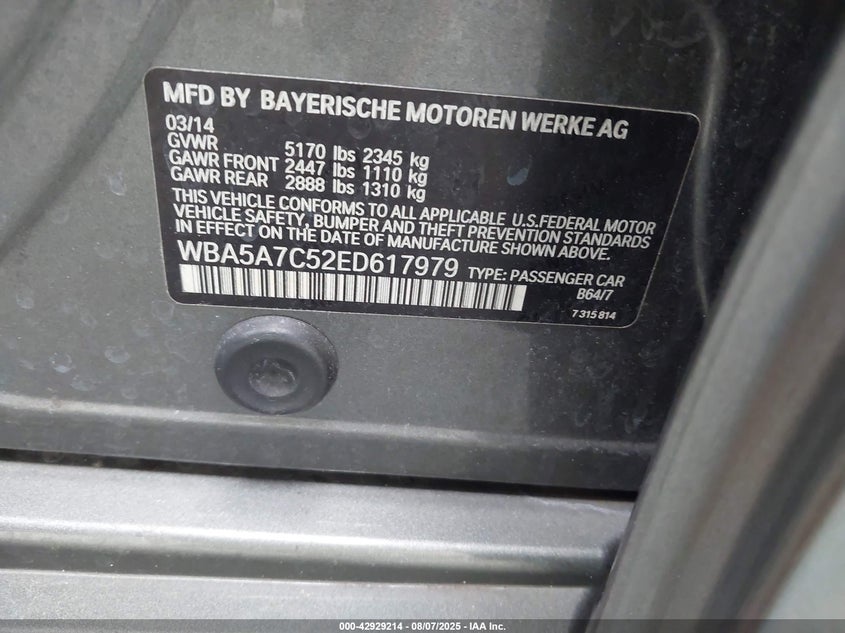 MFD BY BAYERISCHE MOTOREN WERKE AG
03/14
GVWR 5170 lbs 2345 kg
GAWR FRONT 2447 lbs 1110 kg
GAWR REAR 2888 lbs 1310 kg
THIS VEHICLE CONFORMS TO ALL APPLICABLE U.S.FEDERAL MOTOR
VEHICLE SAFETY, BUMPER AND THEFT PREVENTION STANDARDS
IN EFFECT ON THE DATE OF MANUFACTURE SHOWN ABOVE.
WBA5A7C52ED617979 TYPE: PASSENGER CAR
B64/7
7 315 814
000-42929214 - 08/07/2025 - IAA Inc.